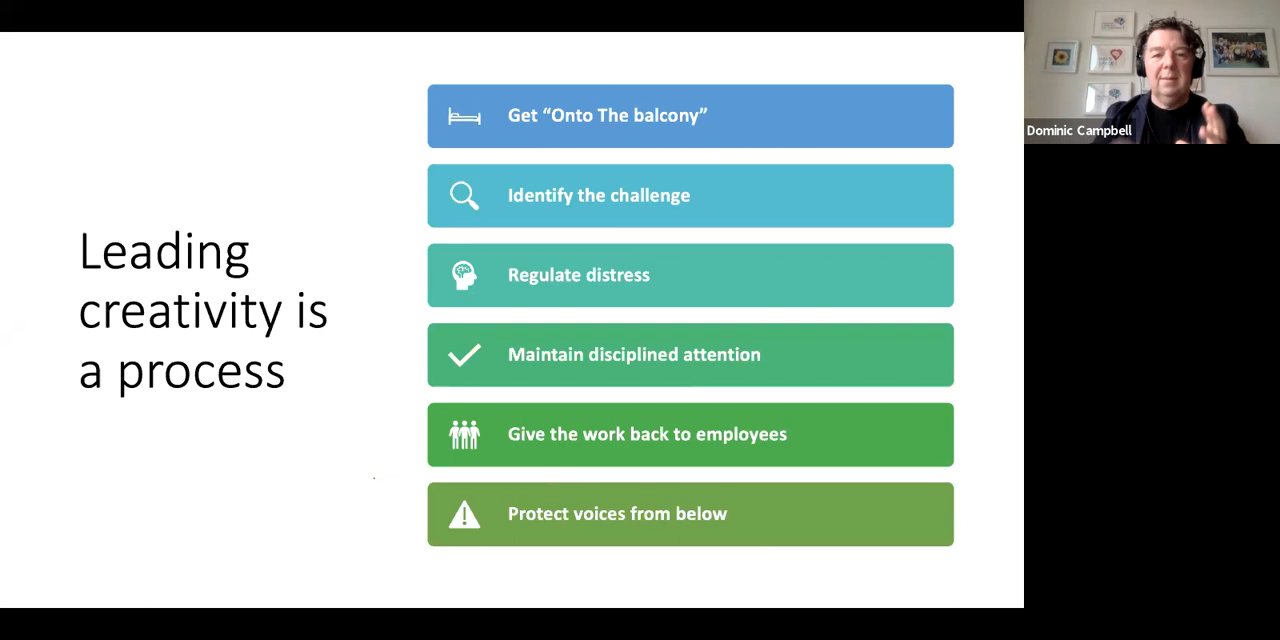 Leading
creativity is
a process
Get “Onto The balcony”
Identify the challenge
Regulate distress
Maintain disciplined attention
Give the work back to employees
Protect voices from below
Dominic Campbell